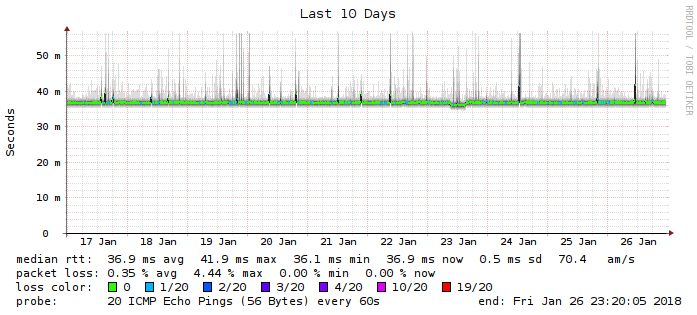 Last 10 Days
RRDTOOL / TOBI OETIKER
Seconds
50 m
40 m
30 m
20 m
10 m
0
17 Jan 18 Jan 19 Jan 20 Jan 21 Jan 22 Jan 23 Jan 24 Jan 25 Jan 26 Jan
median rtt: 36.9 ms avg 41.9 ms max 36.1 ms min 36.9 ms now 0.5 ms sd 70.4 am/s
packet loss: 0.35 % avg 4.44 % max 0.00 % min 0.00 % now
loss color: 0 1/20 2/20 3/20 4/20 10/20 19/20
probe: 20 ICMP Echo Pings (56 Bytes) every 60s end: Fri Jan 26 23:20:05 2018